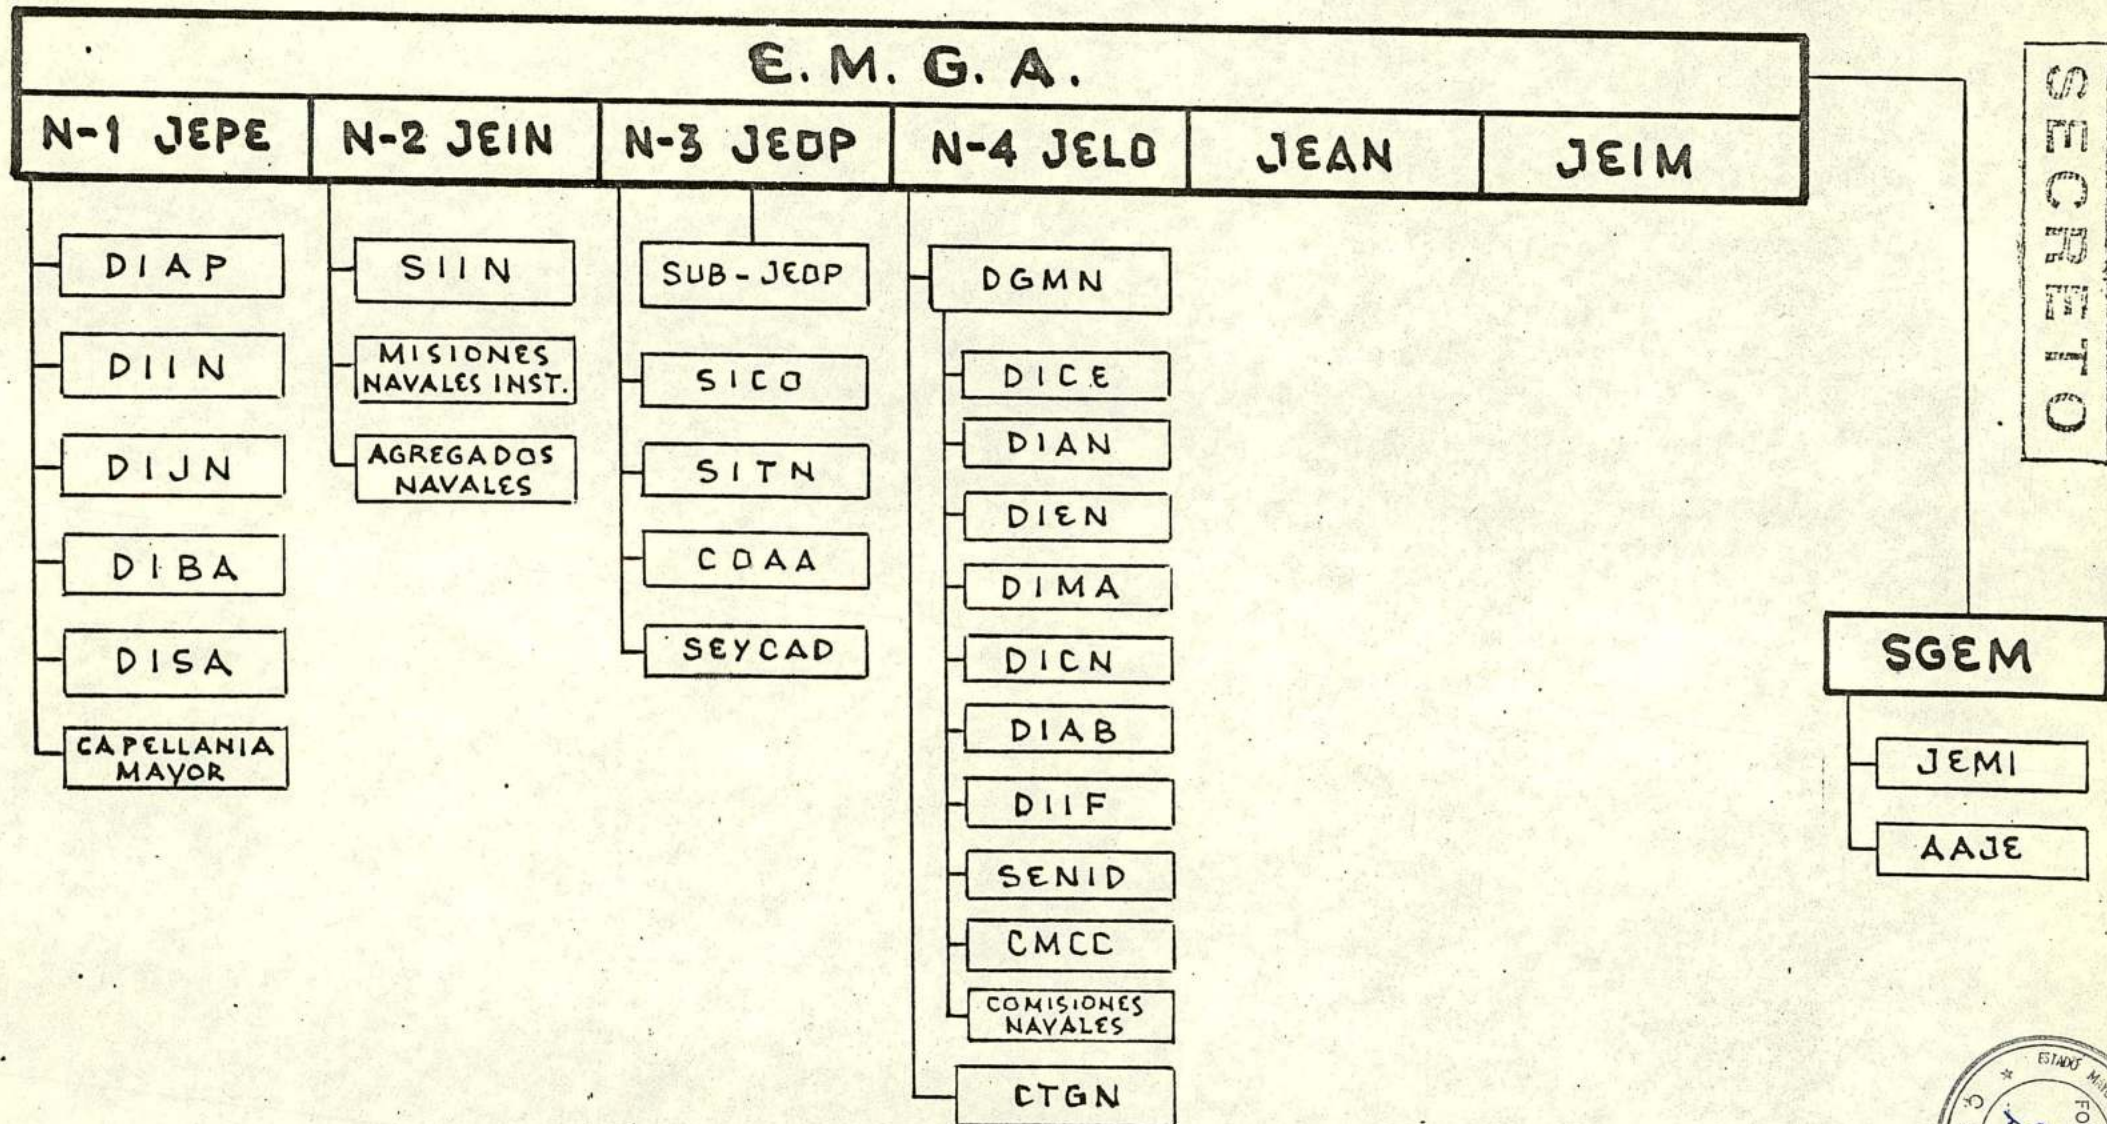 E. M. G. A.
N-1 JEPE
N-2 JEIN
N-3 JEOP
N-4 JELO
JEAN
JEIM
DIAP
DIIN
DIJN
DIBA
DISA
CAPELLANIA
MAYOR
SIIN
MISIONES
NAVALES INST.
AGREGADOS
NAVALES
SUB-JEOP
SICO
SITN
COAA
SEYCAD
DGMN
DICE
DIAN
DIEN
DIMA
DICN
DIAB
DIIF
SENID
CMCC
COMISIONES
NAVALES
CTGN
SGEM
JEMI
AAJE
SECRETO
ESTADO
FO